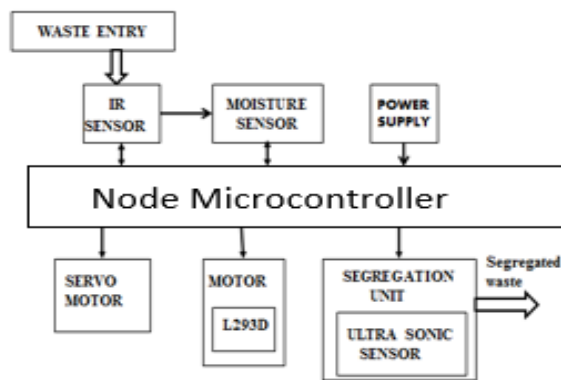 WASTE ENTRY
IR
SENSOR
MOISTURE
SENSOR
POWER
SUPPLY
Node Microcontroller
SERVO
MOTOR
MOTOR
L293D
SEGREGATION
UNIT
ULTRA SONIC
SENSOR
Segregated
waste